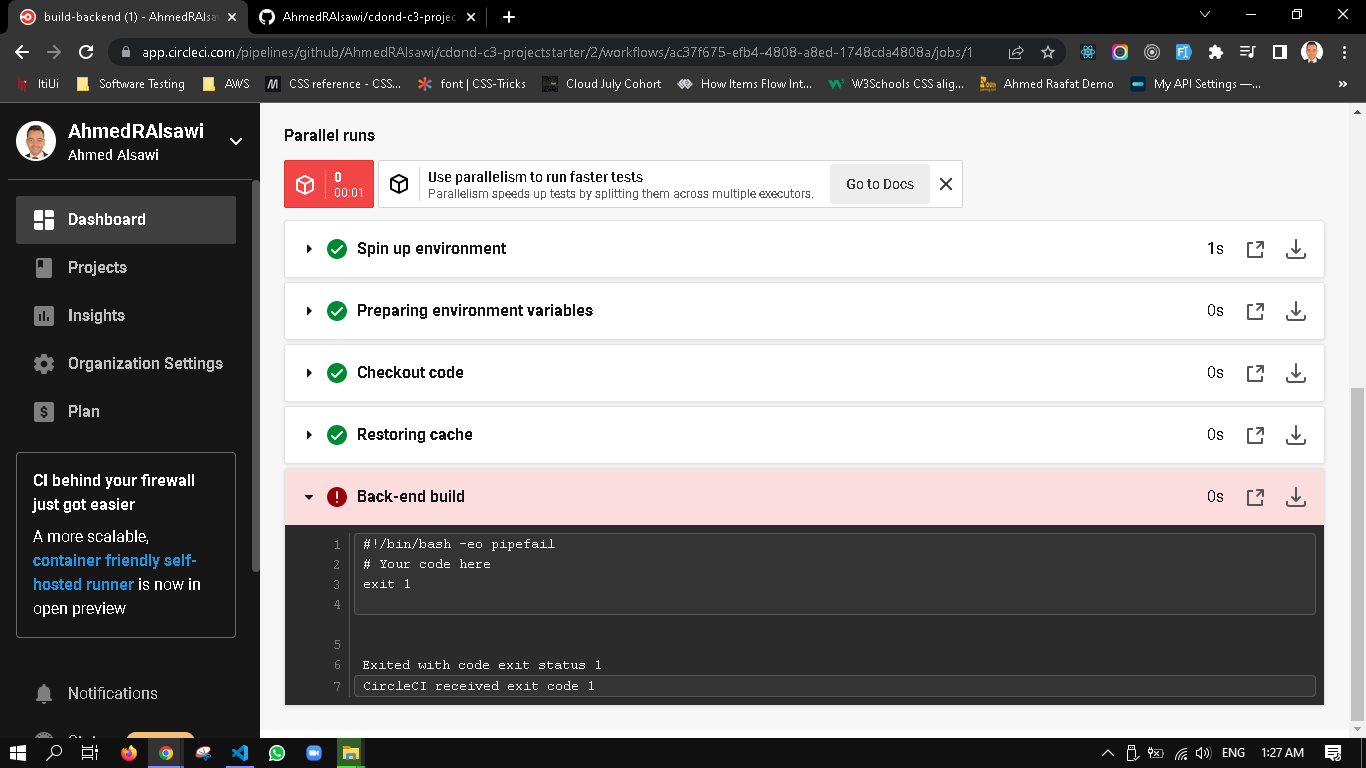 build-backend (1) - AhmedRAlsa
AhmedRAlsawi/cdond-c3-project
app.circleci.com/pipelines/github/AhmedRAlsawi/cdond-c3-projectstarter/2/workflows/ac37f675-efb4-4808-a8ed-1748cda4808a/jobs/1
ItiUi
Software Testing
AWS
CSS reference - CSS...
font | CSS-Tricks
Cloud July Cohort
How Items Flow Int...
W3Schools CSS alig...
Ahmed Raafat Demo
My API Settings —...
»
AhmedRAlsawi
Ahmed Alsawi
Dashboard
Projects
Insights
Organization Settings
Plan
CI behind your firewall
just got easier
A more scalable,
container friendly self-
hosted runner is now in
open preview
Notifications
Parallel runs
0
00:01
Use parallelism to run faster tests
Parallelism speeds up tests by splitting them across multiple executors.
Go to Docs
Spin up environment
1s
Preparing environment variables
0s
Checkout code
0s
Restoring cache
0s
Back-end build
0s
1 #!/bin/bash -eo pipefail
2 # Your code here
3 exit 1
4
5
6 Exited with code exit status 1
7 CircleCI received exit code 1
ENG
1:27 AM